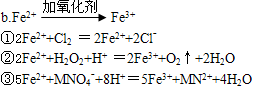 b.Fe²⁺ 加氧化剂→ Fe³⁺
①2Fe²⁺+Cl₂ =2Fe²⁺+2Cl⁻
②2Fe²⁺+H₂O₂+H⁺ =2Fe³⁺+O₂↑+2H₂O
③5Fe²⁺+MNO₄⁻+8H⁺=5Fe³⁺+MN²⁺+4H₂O